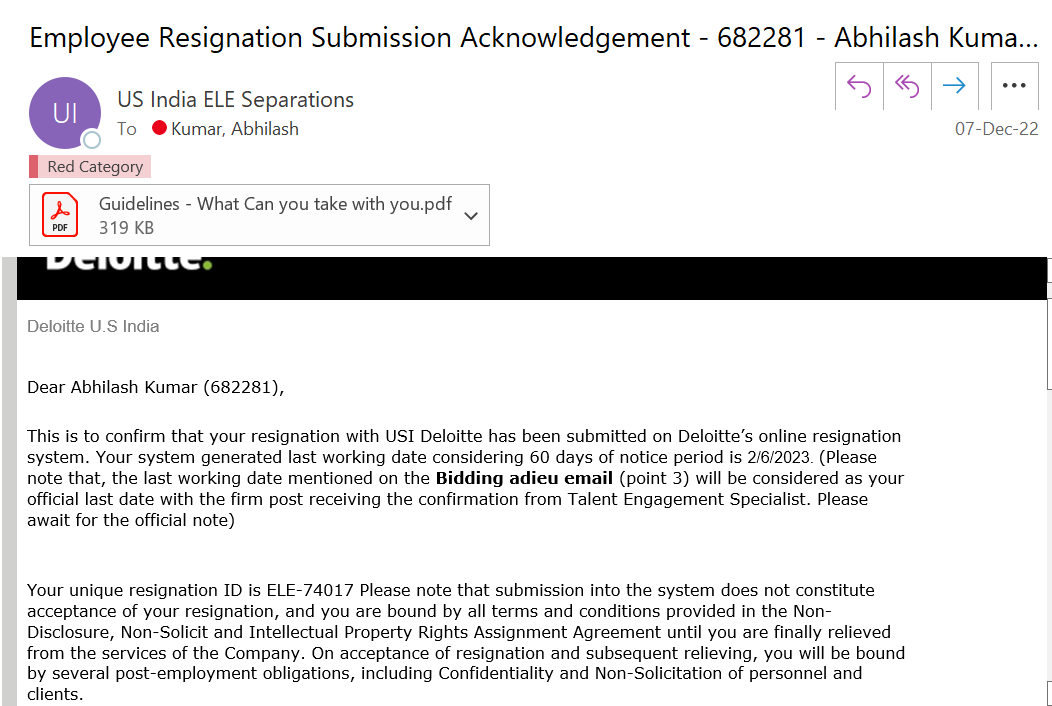 Employee Resignation Submission Acknowledgement - 682281 - Abhilash Kuma...
UI
US India ELE Separations
To Kumar, Abhilash
07-Dec-22
Red Category
PDF
Guidelines - What Can you take with you.pdf
319 KB
Deloitte.
Deloitte U.S India
Dear Abhilash Kumar (682281),
This is to confirm that your resignation with USI Deloitte has been submitted on Deloitte’s online resignation
system. Your system generated last working date considering 60 days of notice period is 2/6/2023. (Please
note that, the last working date mentioned on the Bidding adieu email (point 3) will be considered as your
official last date with the firm post receiving the confirmation from Talent Engagement Specialist. Please
await for the official note)
Your unique resignation ID is ELE-74017 Please note that submission into the system does not constitute
acceptance of your resignation, and you are bound by all terms and conditions provided in the Non-
Disclosure, Non-Solicit and Intellectual Property Rights Assignment Agreement until you are finally relieved
from the services of the Company. On acceptance of resignation and subsequent relieving, you will be bound
by several post-employment obligations, including Confidentiality and Non-Solicitation of personnel and
clients.